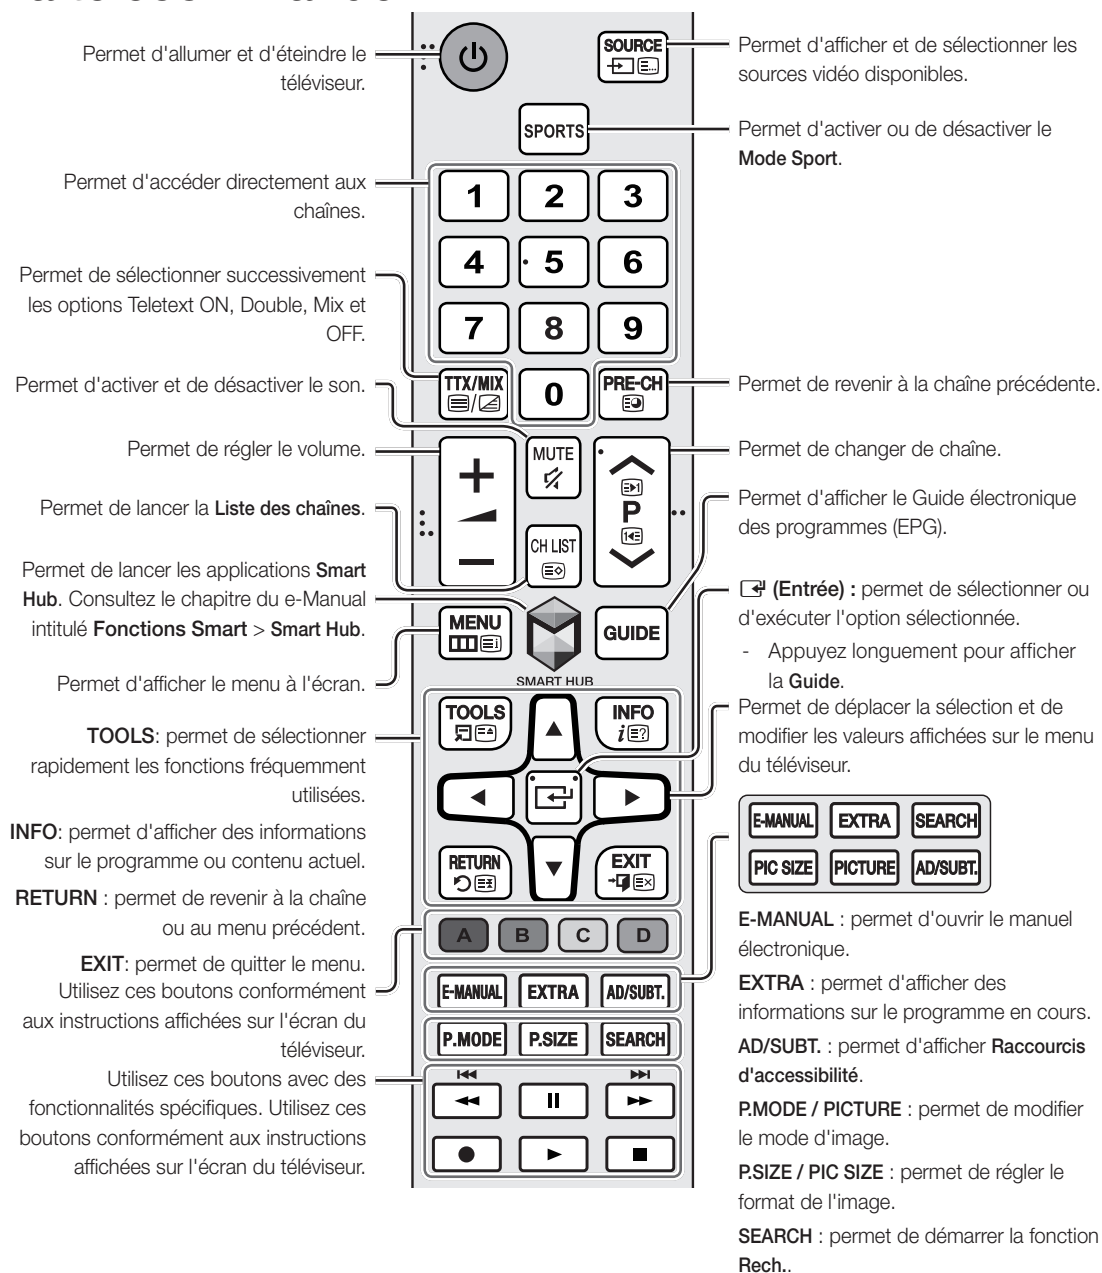 Permet d'allumer et d'éteindre le
téléviseur.
Permet d'accéder directement aux
chaînes.
Permet de sélectionner successivement
les options Teletext ON, Double, Mix et
OFF.
Permet d'activer et de désactiver le son.
Permet de régler le volume.
Permet de lancer la Liste des chaînes.
Permet de lancer les applications Smart
Hub. Consultez le chapitre du e-Manual
intitulé Fonctions Smart > Smart Hub.
Permet d'afficher le menu à l'écran.
TOOLS: permet de sélectionner
rapidement les fonctions fréquemment
utilisées.
INFO: permet d'afficher des informations
sur le programme ou contenu actuel.
RETURN : permet de revenir à la chaîne
ou au menu précédent.
EXIT: permet de quitter le menu.
Utilisez ces boutons conformément
aux instructions affichées sur l'écran du
téléviseur.
Utilisez ces boutons avec des
fonctionnalités spécifiques. Utilisez ces
boutons conformément aux instructions
affichées sur l'écran du téléviseur.
SOURCE
SPORTS
1 2 3
4 5 6
7 8 9
TTX/MIX 0 PRE-CH
MUTE
P
CH LIST
MENU GUIDE
SMART HUB
TOOLS INFO
RETURN EXIT
A B C D
E-MANUAL EXTRA AD/SUBT.
P.MODE P.SIZE SEARCH
Permet d'afficher et de sélectionner les
sources vidéo disponibles.
Permet d'activer ou de désactiver le
Mode Sport.
Permet de revenir à la chaîne précédente.
Permet de changer de chaîne.
Permet d'afficher le Guide électronique
des programmes (EPG).
(Entrée) : permet de sélectionner ou
d'exécuter l'option sélectionnée.
- Appuyez longuement pour afficher
la Guide.
Permet de déplacer la sélection et de
modifier les valeurs affichées sur le menu
du téléviseur.
E-MANUAL EXTRA SEARCH
PIC SIZE PICTURE AD/SUBT.
E-MANUAL : permet d'ouvrir le manuel
électronique.
EXTRA : permet d'afficher des
informations sur le programme en cours.
AD/SUBT. : permet d'afficher Raccourcis
d'accessibilité.
P.MODE / PICTURE : permet de modifier
le mode d'image.
P.SIZE / PIC SIZE : permet de régler le
format de l'image.
SEARCH : permet de démarrer la fonction
Rech..